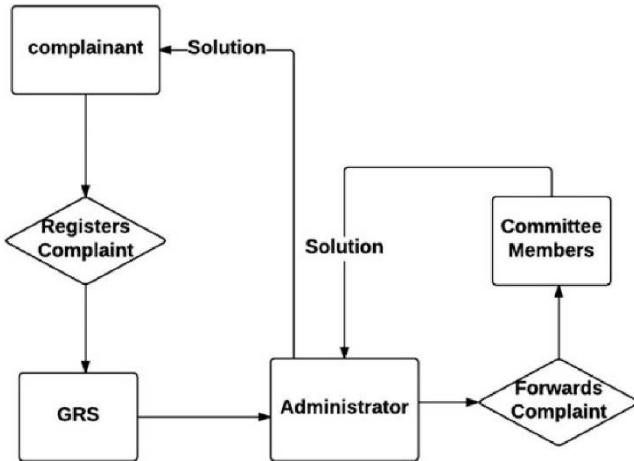 complainant
Solution
Registers
Complaint
Solution
Committee
Members
GRS
Administrator
Forwards
Complaint